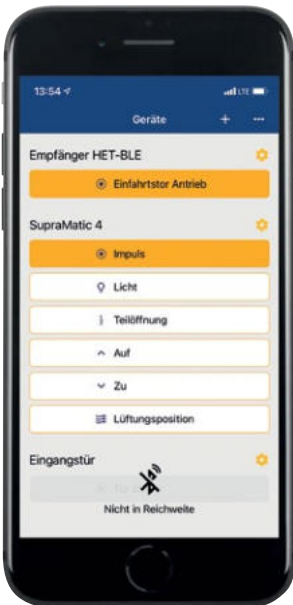 13:54
LTE
Geräte
Empfänger HET-BLE
Einfahrtstor Antrieb
SupraMatic 4
Impuls
Licht
Teilöffnung
Auf
Zu
Lüftungsposition
Eingangstür
Nicht in Reichweite